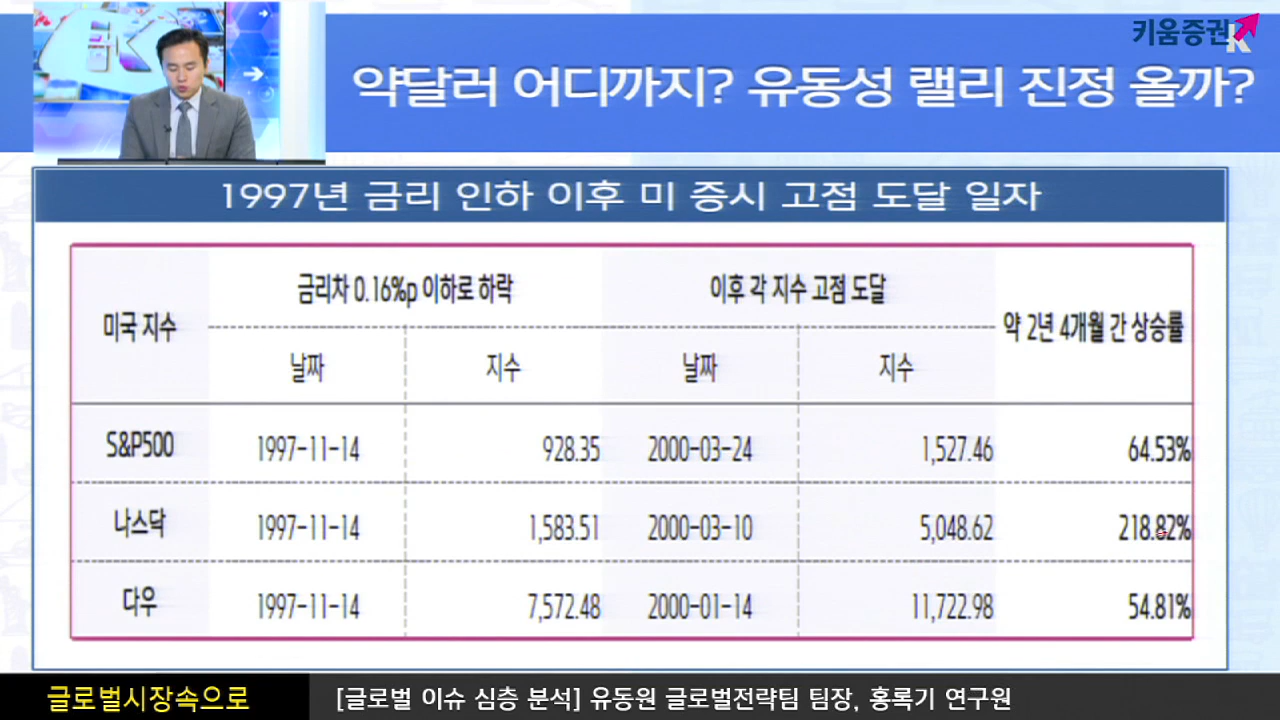 키움증권
약달러 어디까지? 유동성 랠리 진정 올까?
1997년 금리 인하 이후 미 증시 고점 도달 일자
미국 지수 금리차 0.16%p 이하로 하락 이후 각 지수 고점 도달 약 2년 4개월 간 상승률
날짜 지수 날짜 지수
S&P500 1997-11-14 928.35 2000-03-24 1,527.46 64.53%
나스닥 1997-11-14 1,583.51 2000-03-10 5,048.62 218.82%
다우 1997-11-14 7,572.48 2000-01-14 11,722.98 54.81%
글로벌시장속으로 [글로벌 이슈 심층 분석] 유동원 글로벌전략팀 팀장, 홍록기 연구원